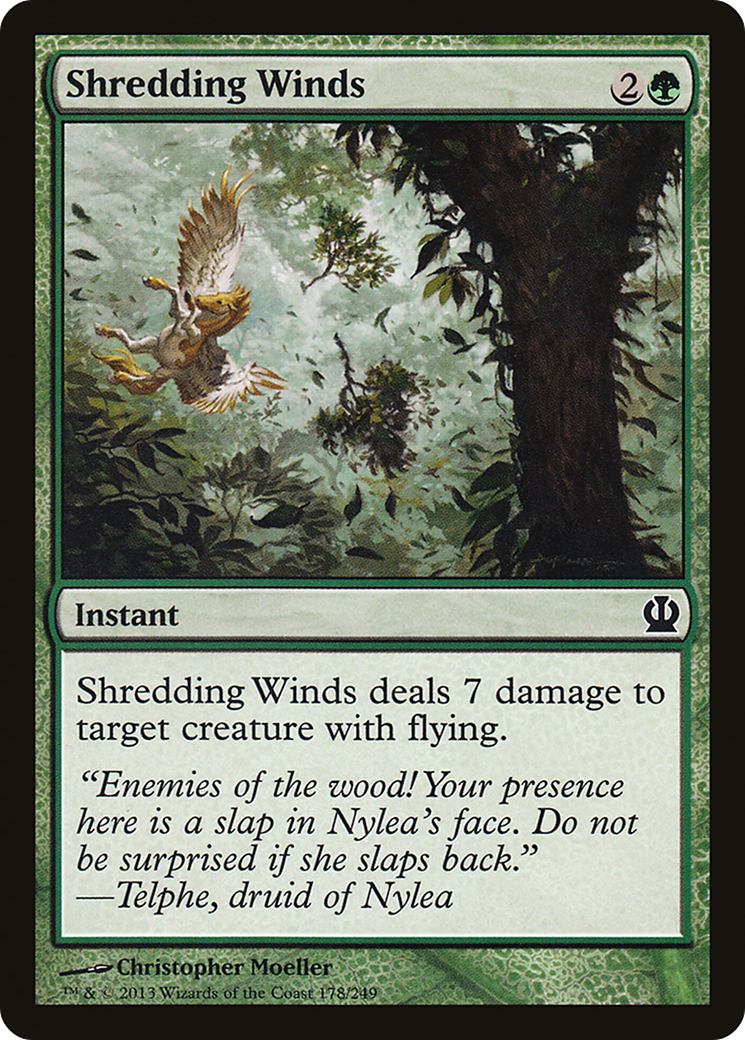 Shredding Winds 2
Instant
Shredding Winds deals 7 damage to
target creature with flying.
“Enemies of the wood! Your presence
here is a slap in Nylea’s face. Do not
be surprised if she slaps back.”
—Telphe, druid of Nylea
Christopher Moeller
™ & © 2013 Wizards of the Coast 178/249